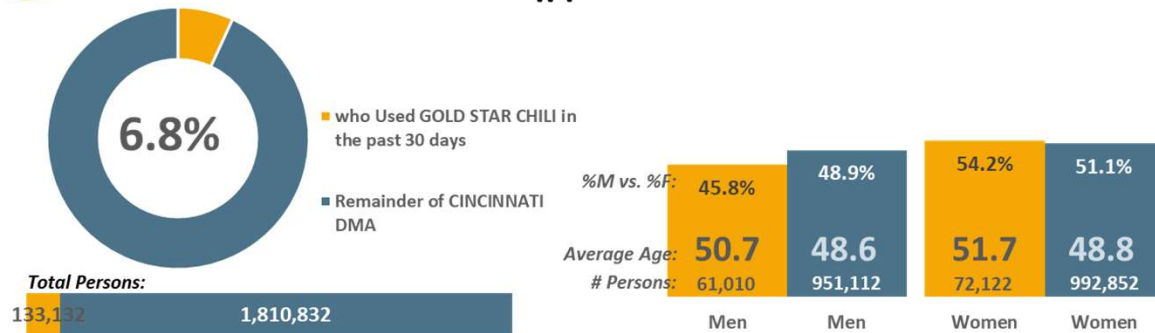 6.8%
who Used GOLD STAR CHILI in
the past 30 days
Remainder of CINCINNATI
DMA
Total Persons:
133,132 1,810,832
%M vs. %F: 45.8% 48.9% 54.2% 51.1%
Average Age: 50.7 48.6 51.7 48.8
# Persons: 61,010 951,112 72,122 992,852
Men Men Women Women